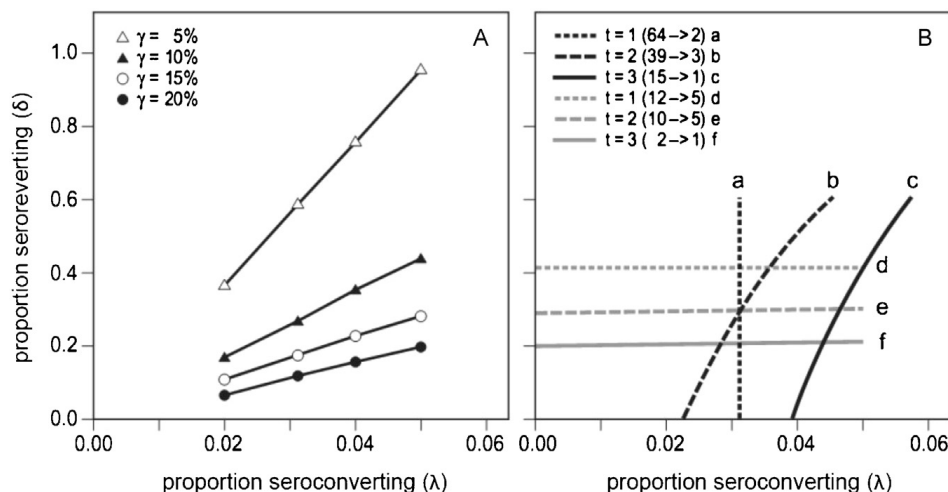 A
γ = 5%
γ = 10%
γ = 15%
γ = 20%
1.0
0.8
0.6
0.4
0.2
0.0
proportion seroreverting (δ)
0.00 0.02 0.04 0.06
proportion seroconverting (λ)
B
t = 1 (64 –> 2) a
t = 2 (39 –> 3) b
t = 3 (15 –> 1) c
t = 1 (12 –> 5) d
t = 2 (10 –> 5) e
t = 3 ( 2 –> 1) f
a b c
d
e
f
0.00 0.02 0.04 0.06
proportion seroconverting (λ)